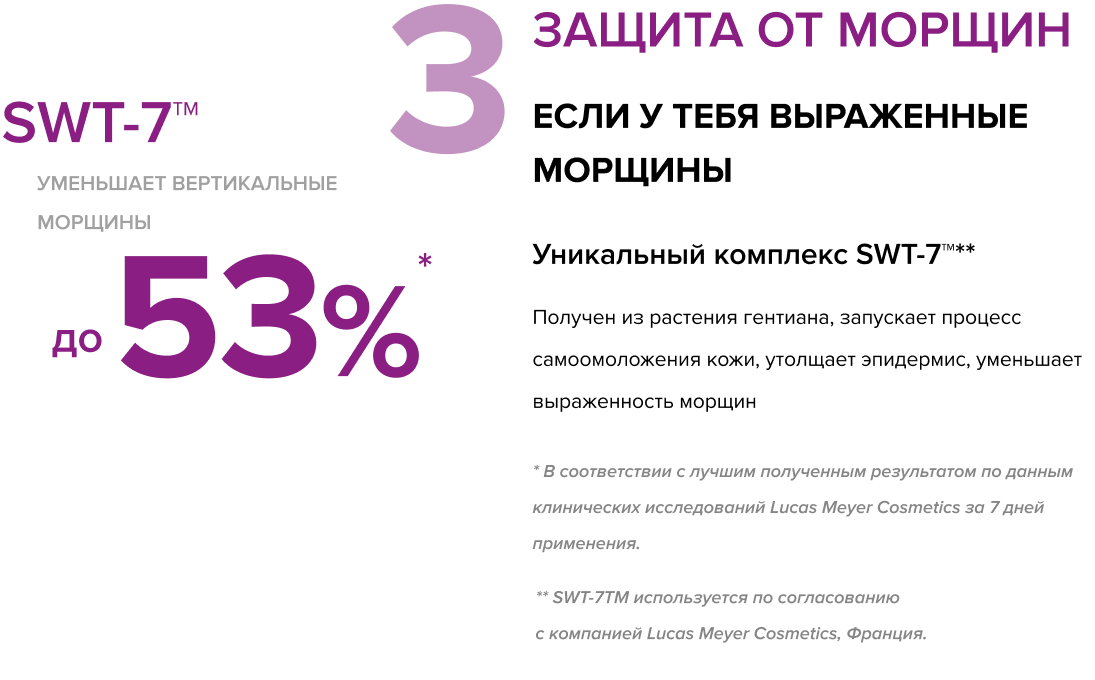 SWT-7™
УМЕНЬШАЕТ ВЕРТИКАЛЬНЫЕ
МОРЩИНЫ
до 53%*
3
ЗАЩИТА ОТ МОРЩИН
ЕСЛИ У ТЕБЯ ВЫРАЖЕННЫЕ
МОРЩИНЫ
Уникальный комплекс SWT-7™**
Получен из растения гентиана, запускает процесс
самоомоложения кожи, утолщает эпидермис, уменьшает
выраженность морщин
* В соответствии с лучшим полученным результатом по данным
клинических исследований Lucas Meyer Cosmetics за 7 дней
применения.
** SWT-7TM используется по согласованию
с компанией Lucas Meyer Cosmetics, Франция.